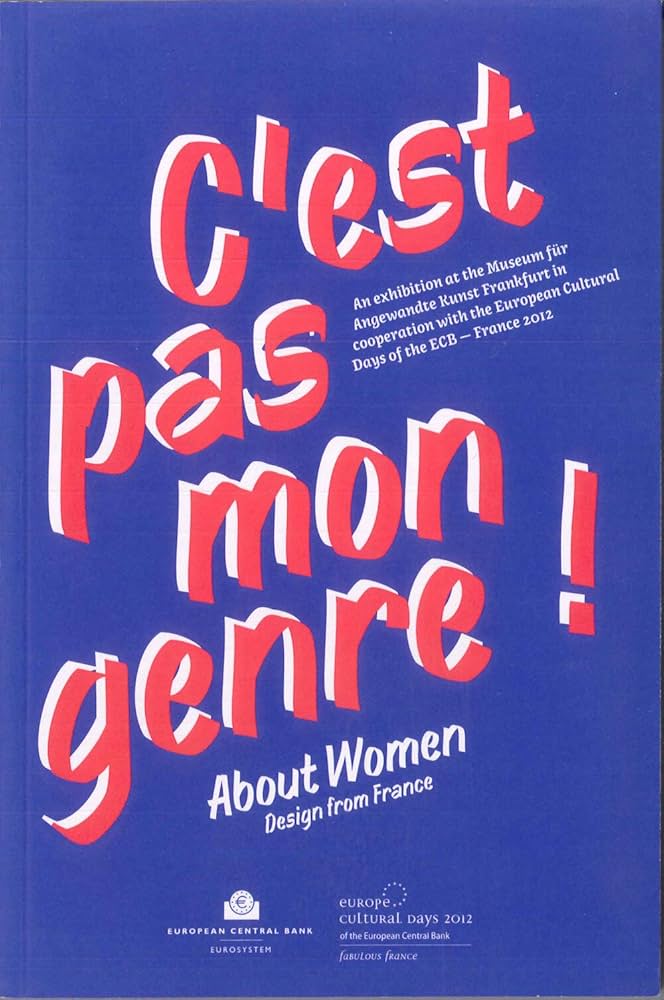 c'est
pas
mon
genre !
An exhibition at the Museum für
Angewandte Kunst Frankfurt in
cooperation with the European Cultural
Days of the ECB — France 2012
About Women
Design from France
€
EUROPEAN CENTRAL BANK
EUROSYSTEM
EUROPE
CULTURAL DAYS 2012
of the European Central Bank
FABULOUS FRANCE